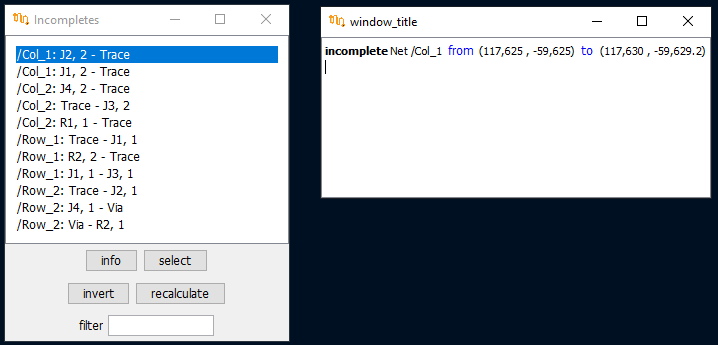 Incompletes
/Col_1: J2, 2 - Trace
/Col_1: J1, 2 - Trace
/Col_2: J4, 2 - Trace
/Col_2: Trace - J3, 2
/Col_2: R1, 1 - Trace
/Row_1: Trace - J1, 1
/Row_1: R2, 2 - Trace
/Row_1: J1, 1 - J3, 1
/Row_2: Trace - J2, 1
/Row_2: J4, 1 - Via
/Row_2: Via - R2, 1
info select
invert recalculate
filter
window_title
incomplete Net /Col_1 from (117,625 , -59,625) to (117,630 , -59,629.2)